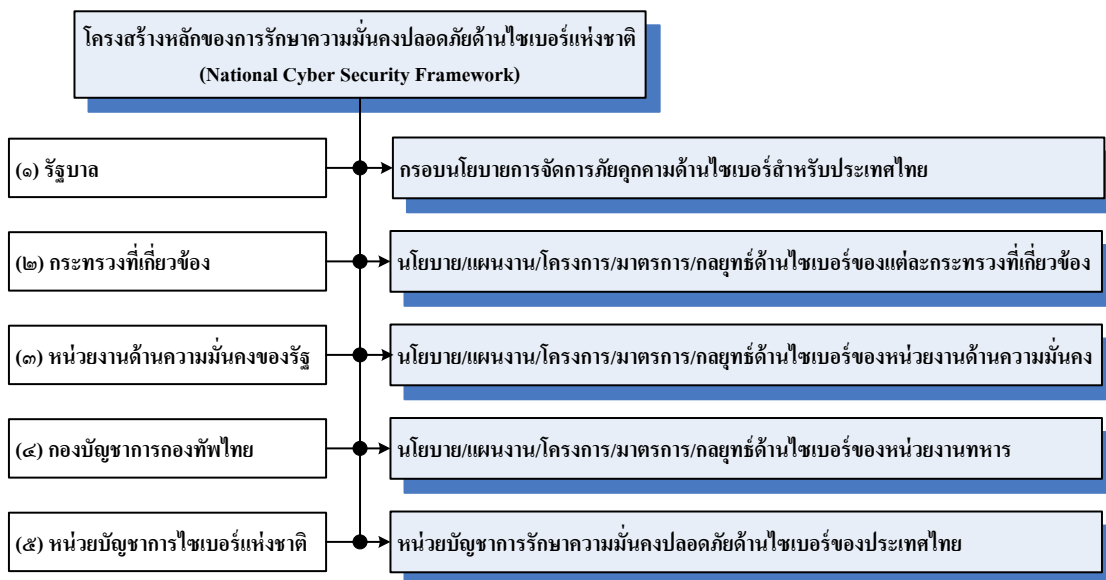 โครงสร้างหลักของการรักษาความมั่นคงปลอดภัยด้านไซเบอร์แห่งชาติ
(National Cyber Security Framework)
(๑) รัฐบาล
กรอบนโยบายการจัดการภัยคุกคามด้านไซเบอร์สำหรับประเทศไทย
(๒) กระทรวงที่เกี่ยวข้อง
นโยบาย/แผนงาน/โครงการ/มาตรการ/กลยุทธ์ด้านไซเบอร์ของแต่ละกระทรวงที่เกี่ยวข้อง
(๓) หน่วยงานด้านความมั่นคงของรัฐ
นโยบาย/แผนงาน/โครงการ/มาตรการ/กลยุทธ์ด้านไซเบอร์ของหน่วยงานด้านความมั่นคง
(๔) กองบัญชาการกองทัพไทย
นโยบาย/แผนงาน/โครงการ/มาตรการ/กลยุทธ์ด้านไซเบอร์ของหน่วยงานทหาร
(๕) หน่วยบัญชาการไซเบอร์แห่งชาติ
หน่วยบัญชาการรักษาความมั่นคงปลอดภัยด้านไซเบอร์ของประเทศไทย